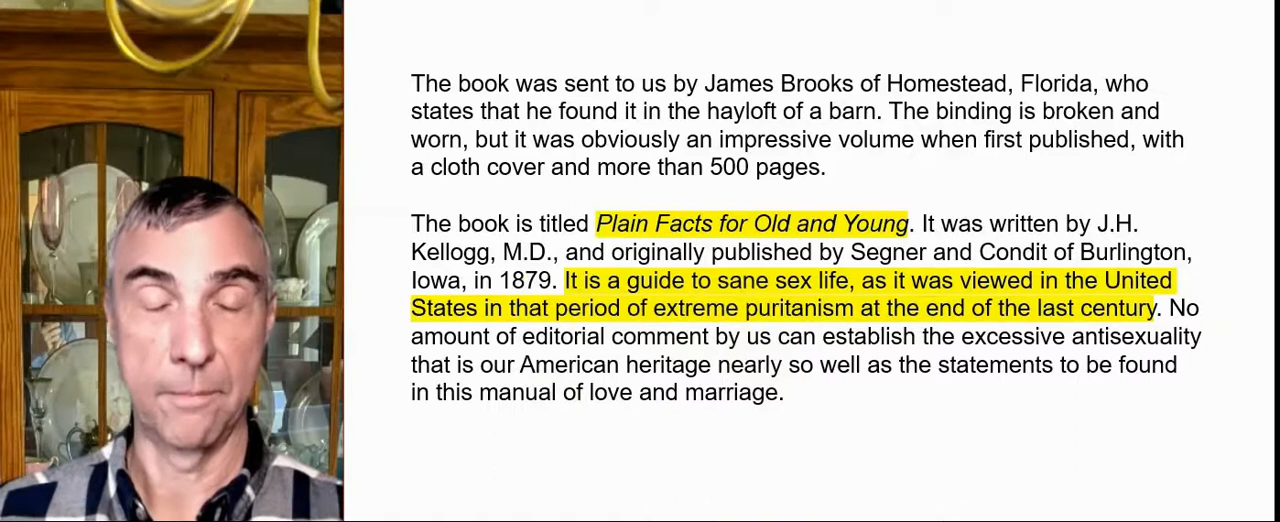 The book was sent to us by James Brooks of Homestead, Florida, who
states that he found it in the hayloft of a barn. The binding is broken and
worn, but it was obviously an impressive volume when first published, with
a cloth cover and more than 500 pages.
The book is titled Plain Facts for Old and Young. It was written by J.H.
Kellogg, M.D., and originally published by Segner and Condit of Burlington,
Iowa, in 1879. It is a guide to sane sex life, as it was viewed in the United
States in that period of extreme puritanism at the end of the last century. No
amount of editorial comment by us can establish the excessive antisexuality
that is our American heritage nearly so well as the statements to be found
in this manual of love and marriage.